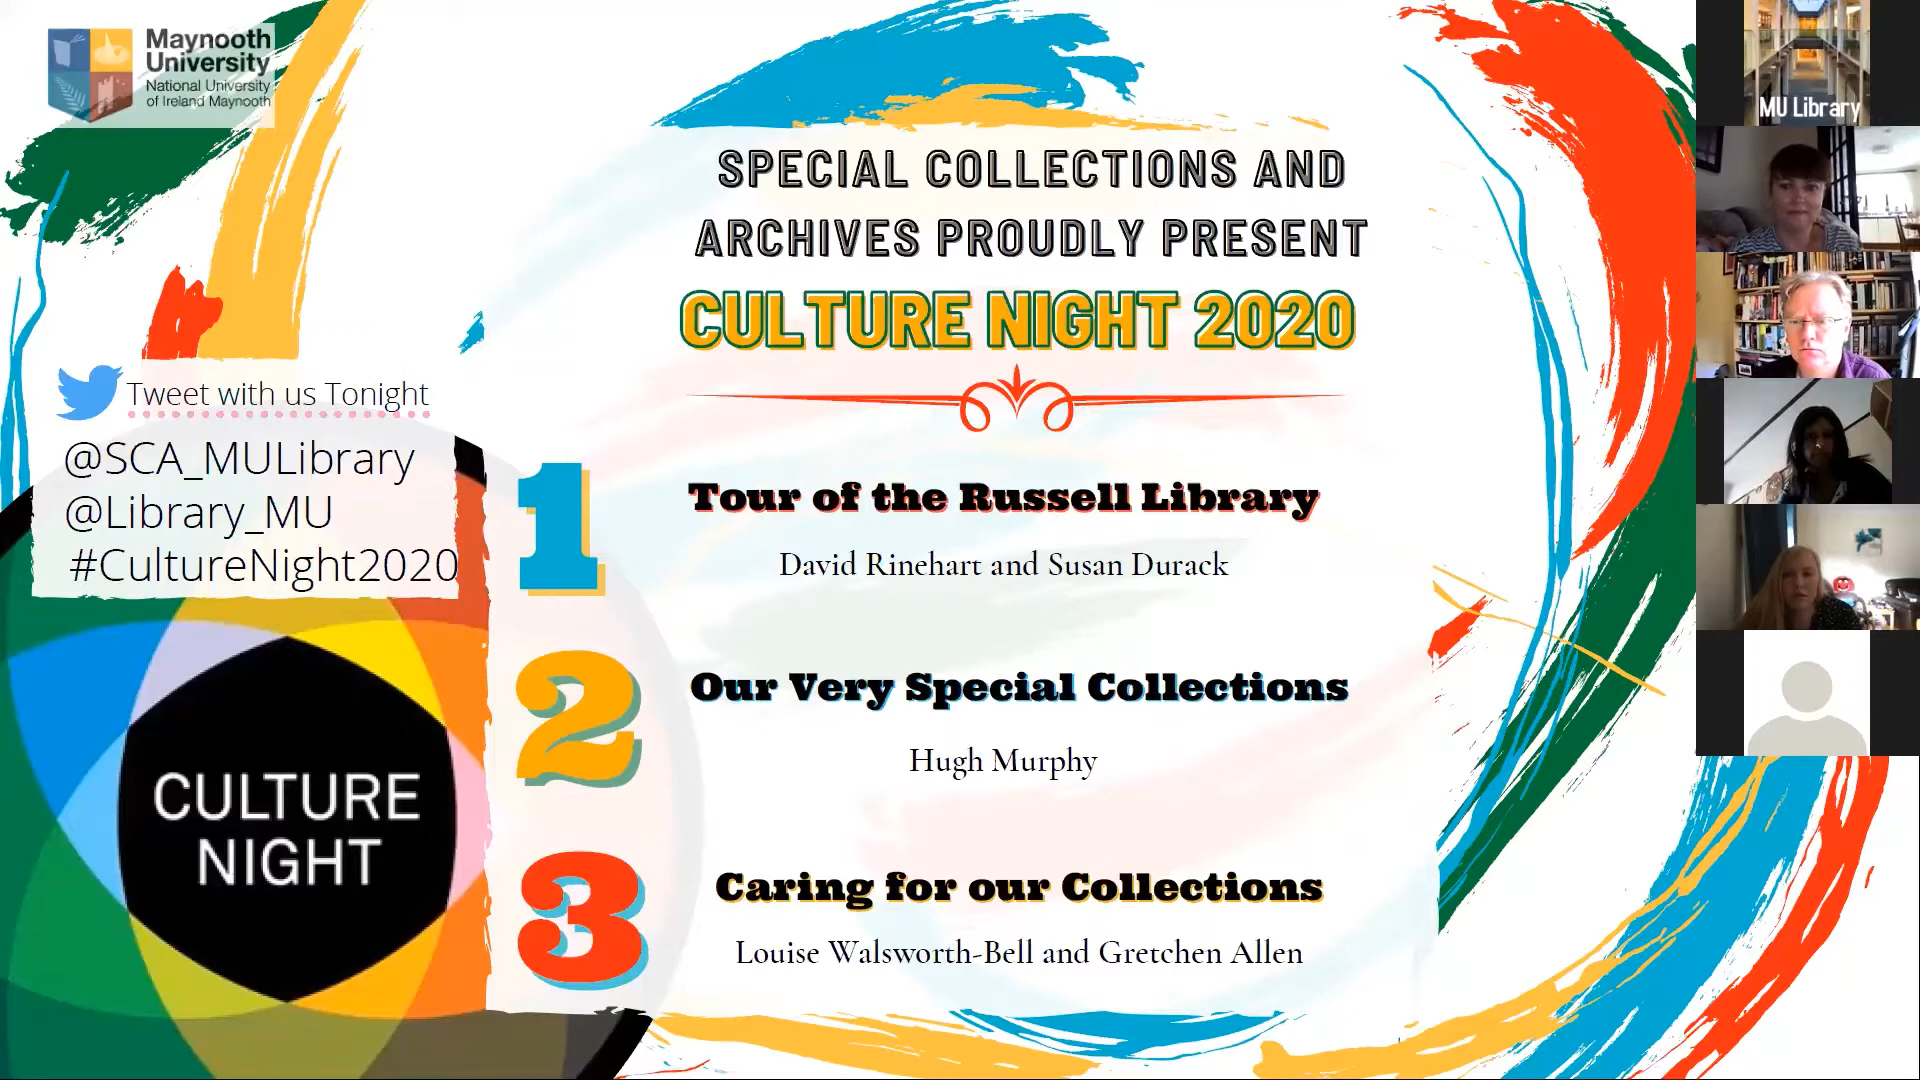 Maynooth
University
National University
of Ireland Maynooth
SPECIAL COLLECTIONS AND
ARCHIVES PROUDLY PRESENT
CULTURE NIGHT 2020
Tweet with us Tonight
@SCA_MULibrary
@Library_MU
#CultureNight2020
1
Tour of the Russell Library
David Rinehart and Susan Durack
2
Our Very Special Collections
Hugh Murphy
3
Caring for our Collections
Louise Walsworth-Bell and Gretchen Allen
CULTURE
NIGHT
MU Library